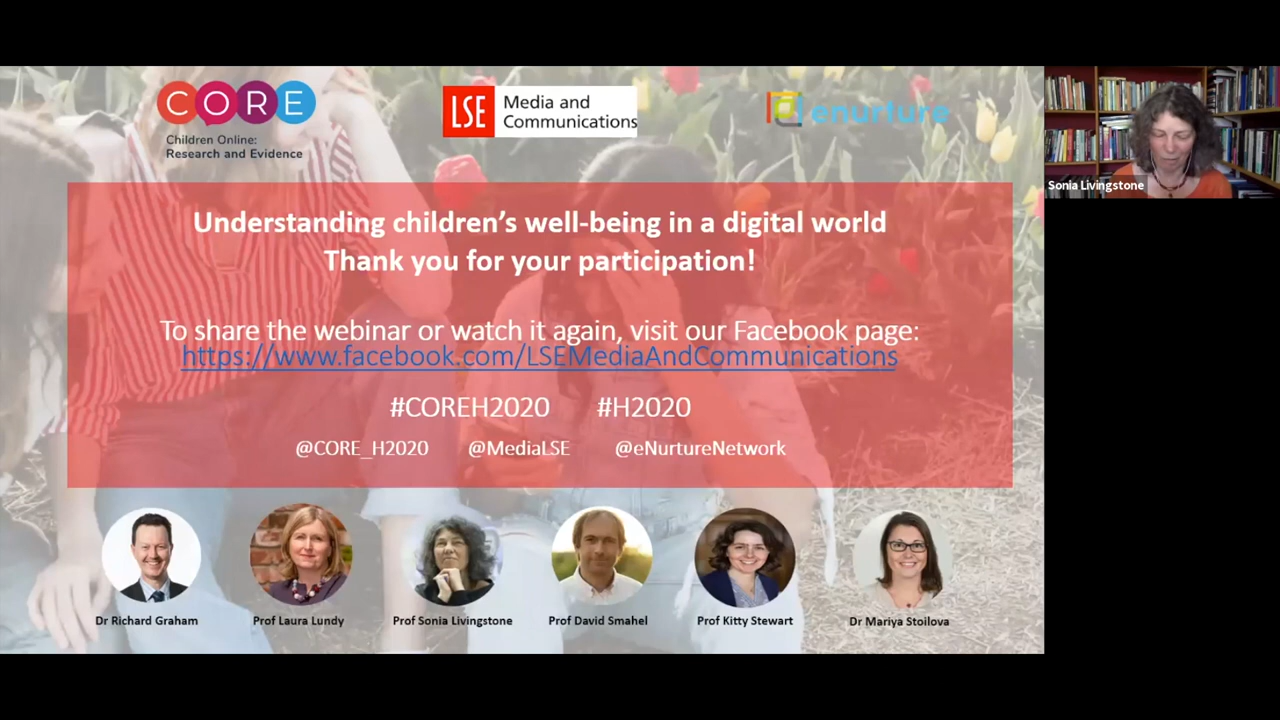 CORE
Children Online:
Research and Evidence
LSE
Media and
Communications
enurture
Sonia Livingstone
Understanding children's well-being in a digital world
Thank you for your participation!
To share the webinar or watch it again, visit our Facebook page:
https://www.facebook.com/LSEMediaAndCommunications
#COREH2020 #H2020
@CORE_H2020 @MediaLSE @eNurtureNetwork
Dr Richard Graham
Prof Laura Lundy
Prof Sonia Livingstone
Prof David Smahel
Prof Kitty Stewart
Dr Mariya Stoilova